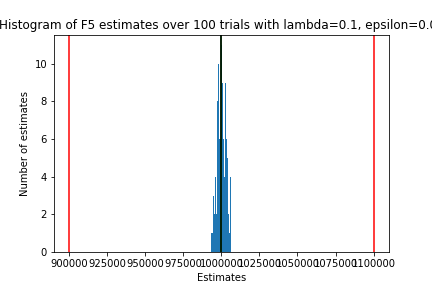 Histogram of F5 estimates over 100 trials with lambda=0.1, epsilon=0.0
Number of estimates
10
8
6
4
2
0
900000 925000 950000 975000 1000000 1025000 1050000 1075000 1100000
Estimates